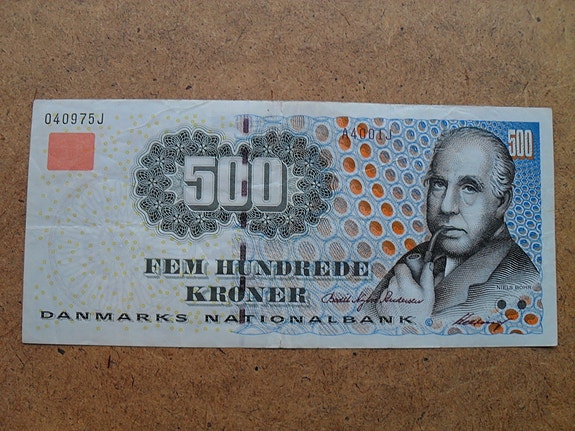 040975J
A4001J
500
500
FEM HUNDREDE
KRONER
NIELS BOHR
DANMARKS NATIONALBANK